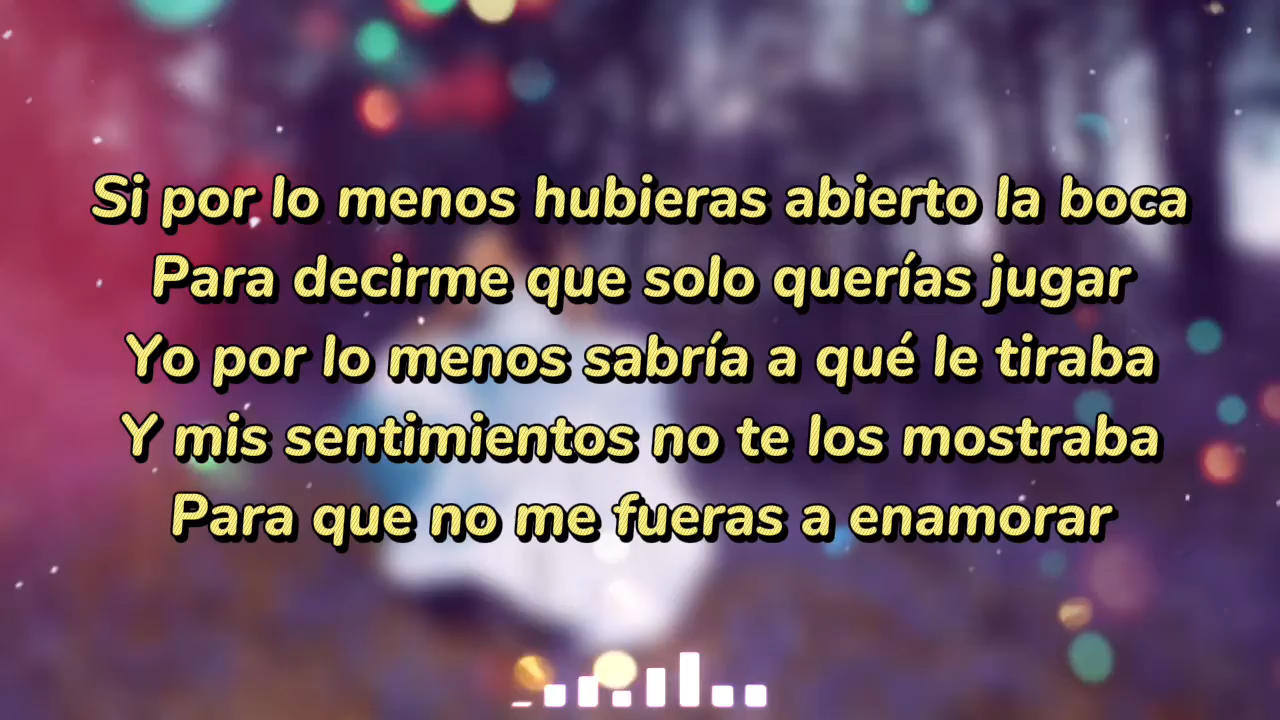 Si por lo menos hubieras abierto la boca
Para decirme que solo querías jugar
Yo por lo menos sabría a qué le tiraba
Y mis sentimientos no te los mostraba
Para que no me fueras a enamorar